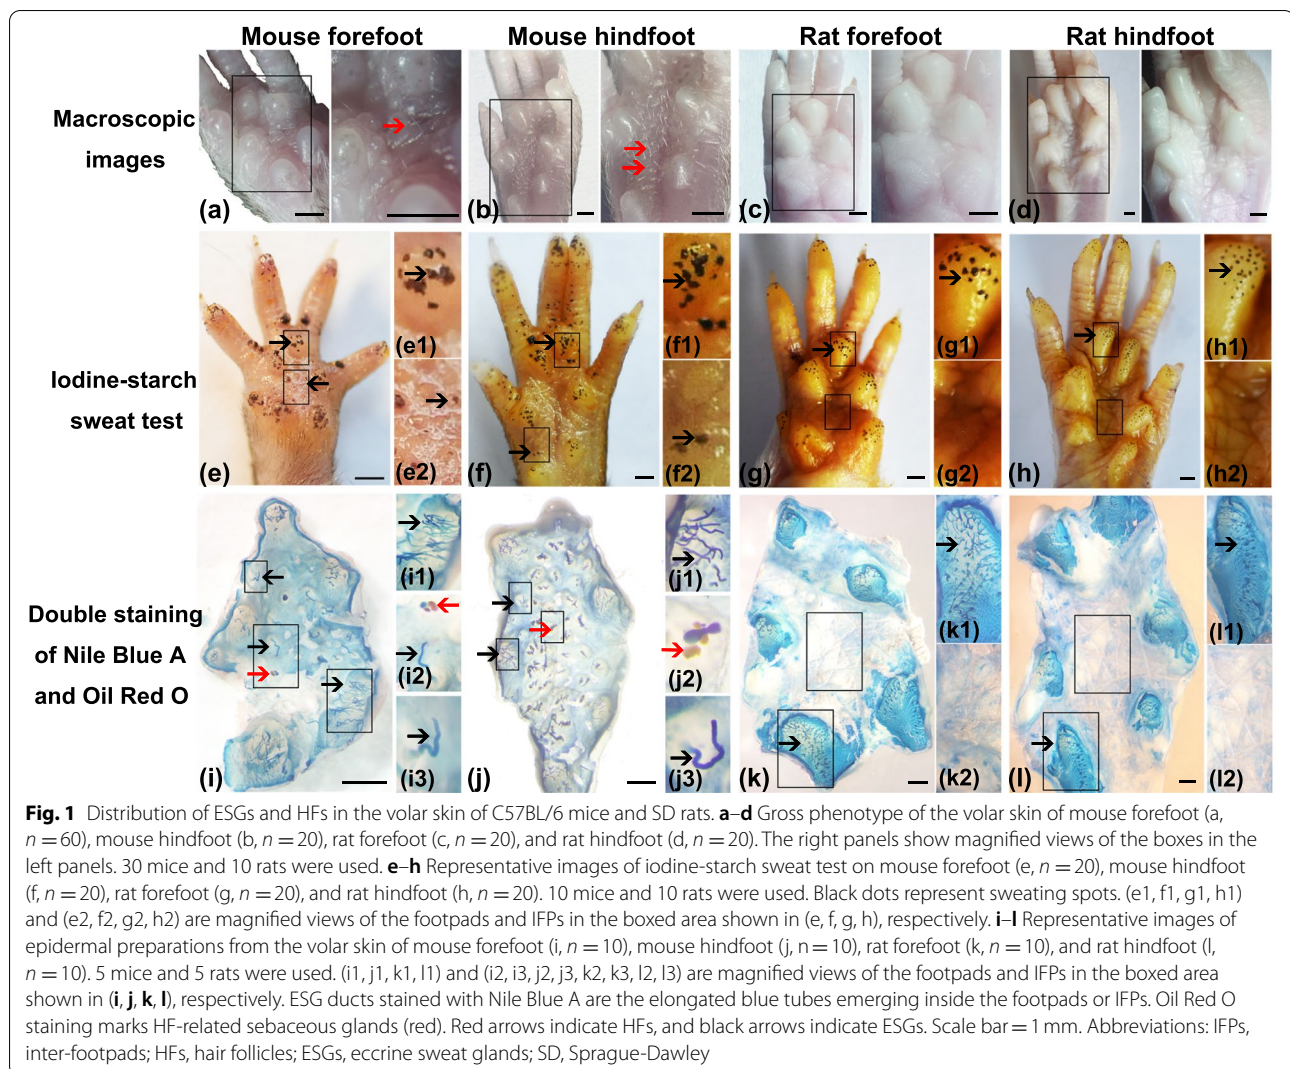 Mouse forefoot Mouse hindfoot Rat forefoot Rat hindfoot
Macroscopic
images
(a) (b) (c) (d)
Iodine-starch
sweat test
(e1) (f1) (g1) (h1)
(e) (e2) (f) (f2) (g) (g2) (h) (h2)
Double staining
of Nile Blue A
and Oil Red O
(i1) (j1) (k1) (l1)
(i2) (j2)
(i) (i3) (j) (j3) (k) (k2) (l) (l2)
Fig. 1 Distribution of ESGs and HFs in the volar skin of C57BL/6 mice and SD rats. a–d Gross phenotype of the volar skin of mouse forefoot (a,
n = 60), mouse hindfoot (b, n = 20), rat forefoot (c, n = 20), and rat hindfoot (d, n = 20). The right panels show magnified views of the boxes in the
left panels. 30 mice and 10 rats were used. e–h Representative images of iodine-starch sweat test on mouse forefoot (e, n = 20), mouse hindfoot
(f, n = 20), rat forefoot (g, n = 20), and rat hindfoot (h, n = 20). 10 mice and 10 rats were used. Black dots represent sweating spots. (e1, f1, g1, h1)
and (e2, f2, g2, h2) are magnified views of the footpads and IFPs in the boxed area shown in (e, f, g, h), respectively. i–l Representative images of
epidermal preparations from the volar skin of mouse forefoot (i, n = 10), mouse hindfoot (j, n = 10), rat forefoot (k, n = 10), and rat hindfoot (l,
n = 10). 5 mice and 5 rats were used. (i1, j1, k1, l1) and (i2, i3, j2, j3, k2, k3, l2, l3) are magnified views of the footpads and IFPs in the boxed area
shown in (i, j, k, l), respectively. ESG ducts stained with Nile Blue A are the elongated blue tubes emerging inside the footpads or IFPs. Oil Red O
staining marks HF-related sebaceous glands (red). Red arrows indicate HFs, and black arrows indicate ESGs. Scale bar = 1 mm. Abbreviations: IFPs,
inter-footpads; HFs, hair follicles; ESGs, eccrine sweat glands; SD, Sprague-Dawley